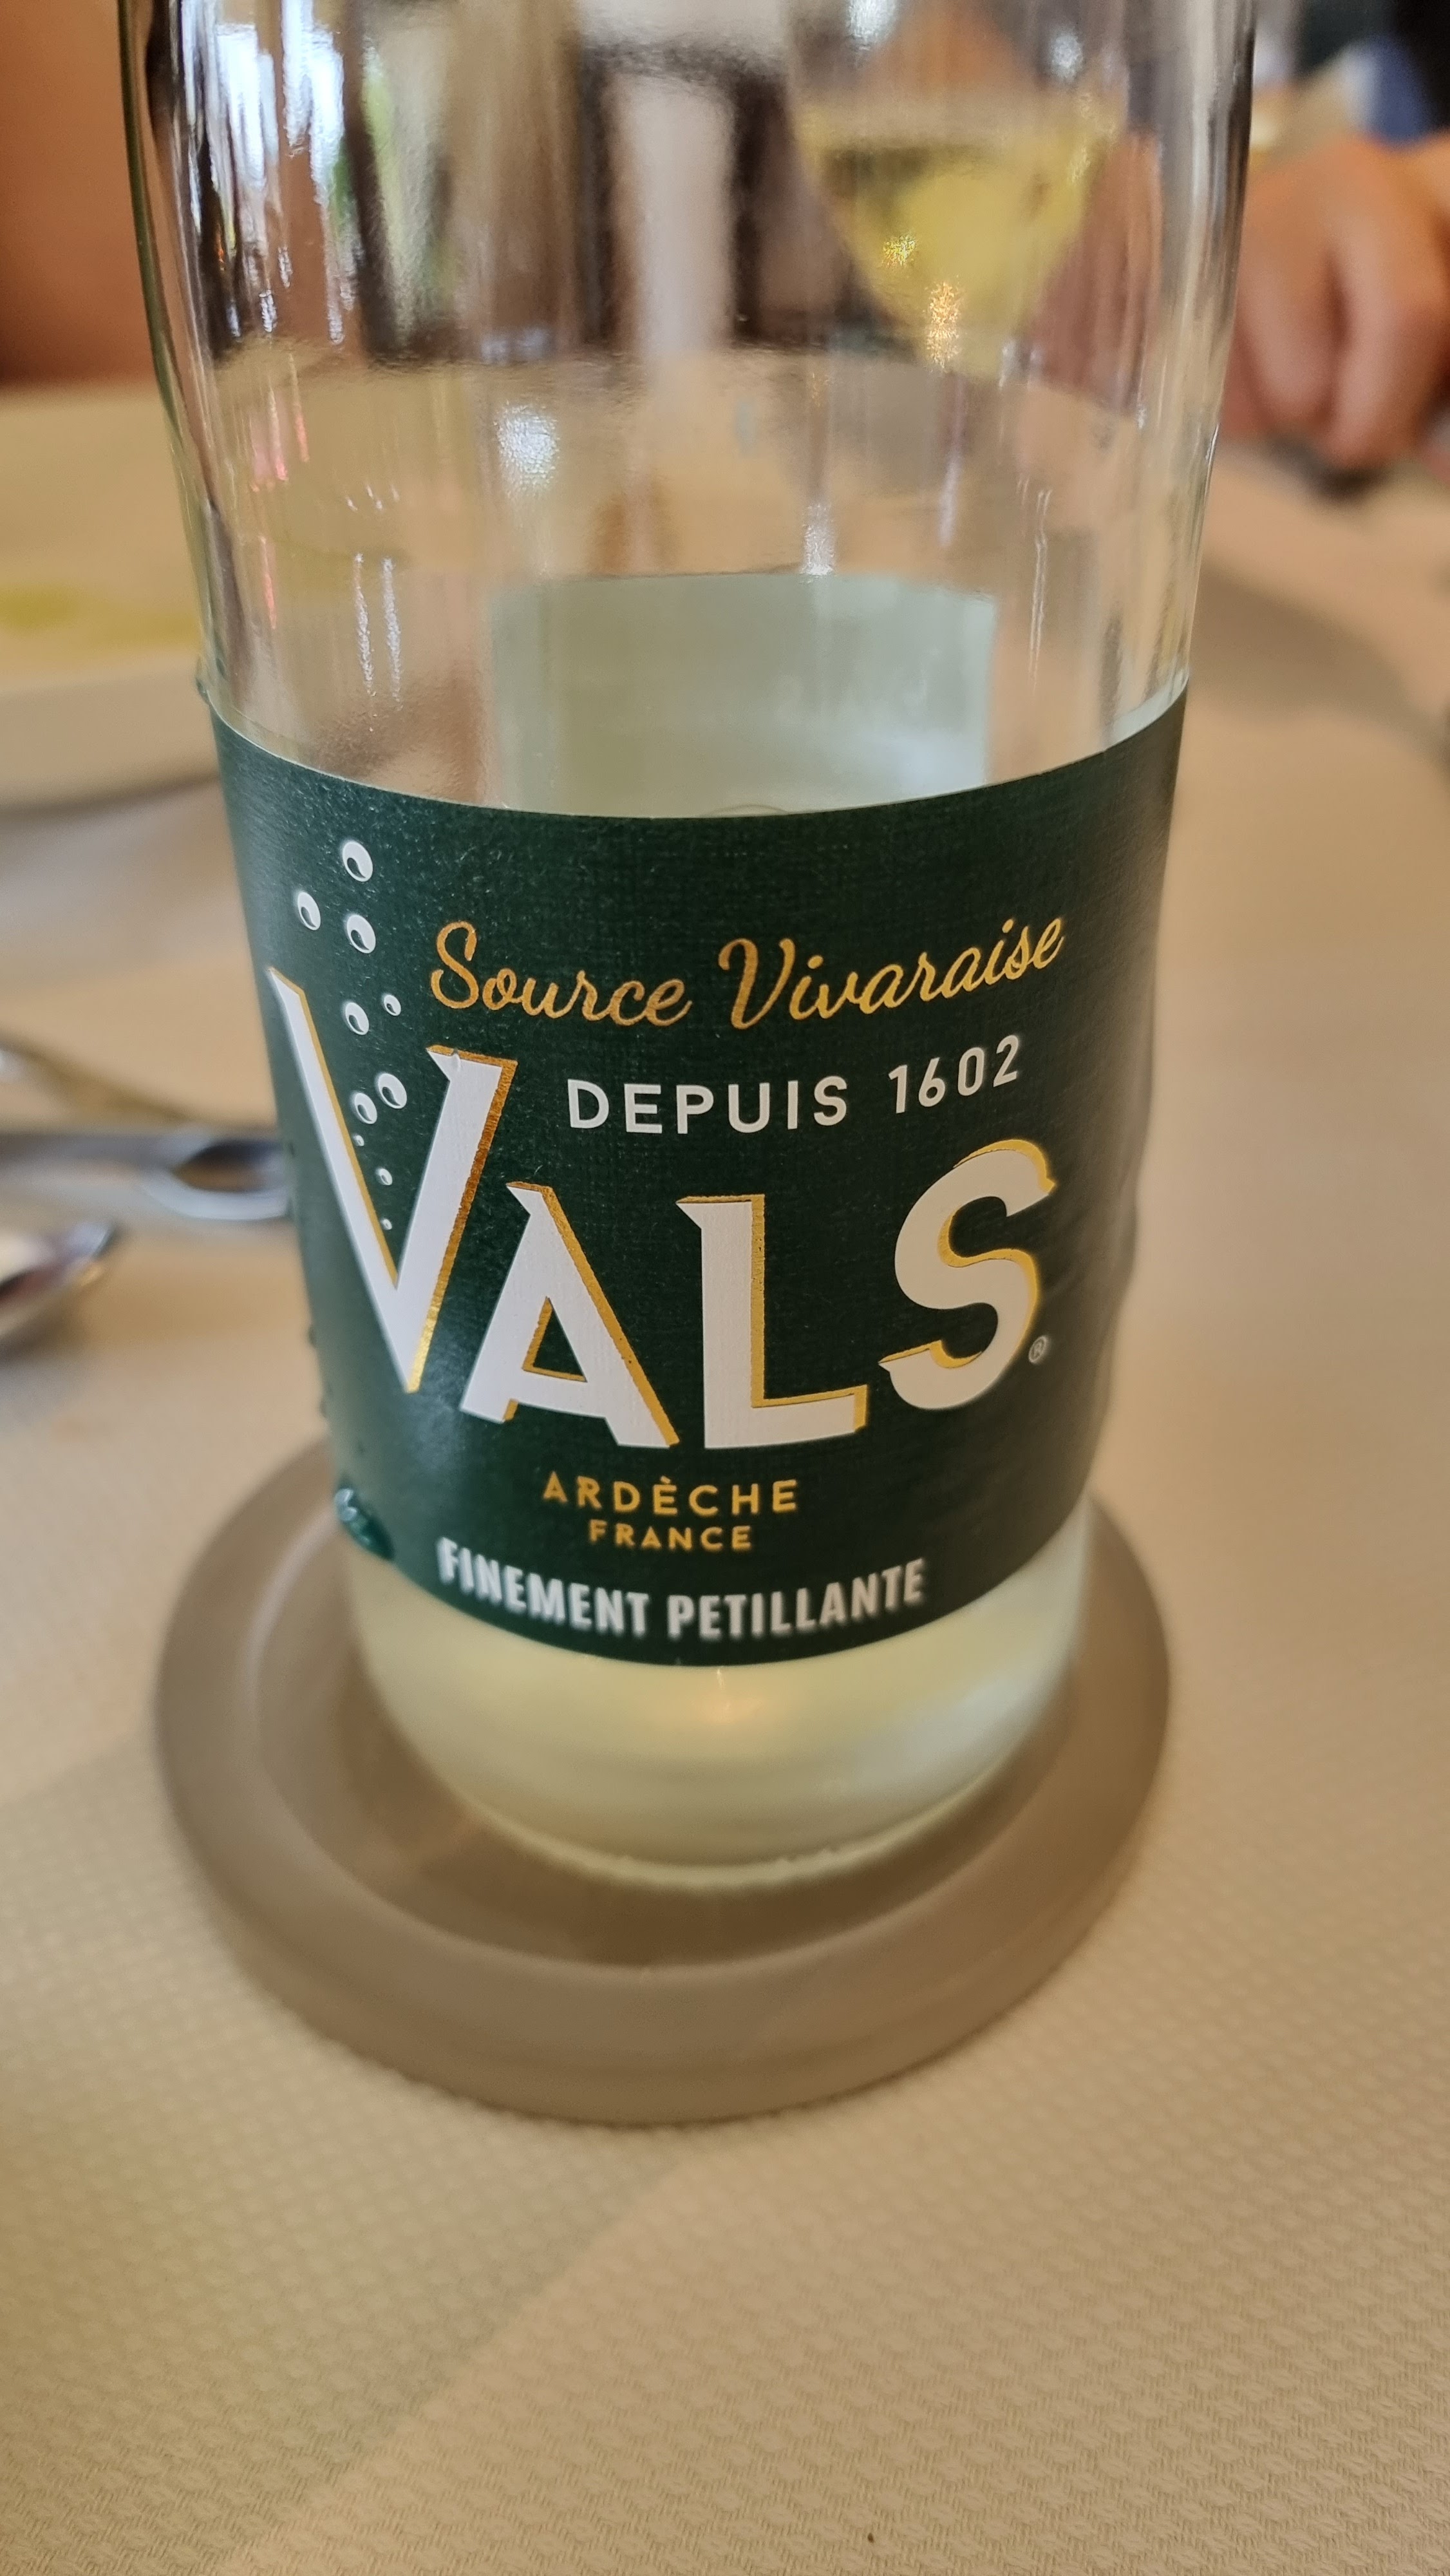 Source Vivaraise
DEPUIS 1602
VALS®
ARDÈCHE
FRANCE
FINEMENT PETILLANTE